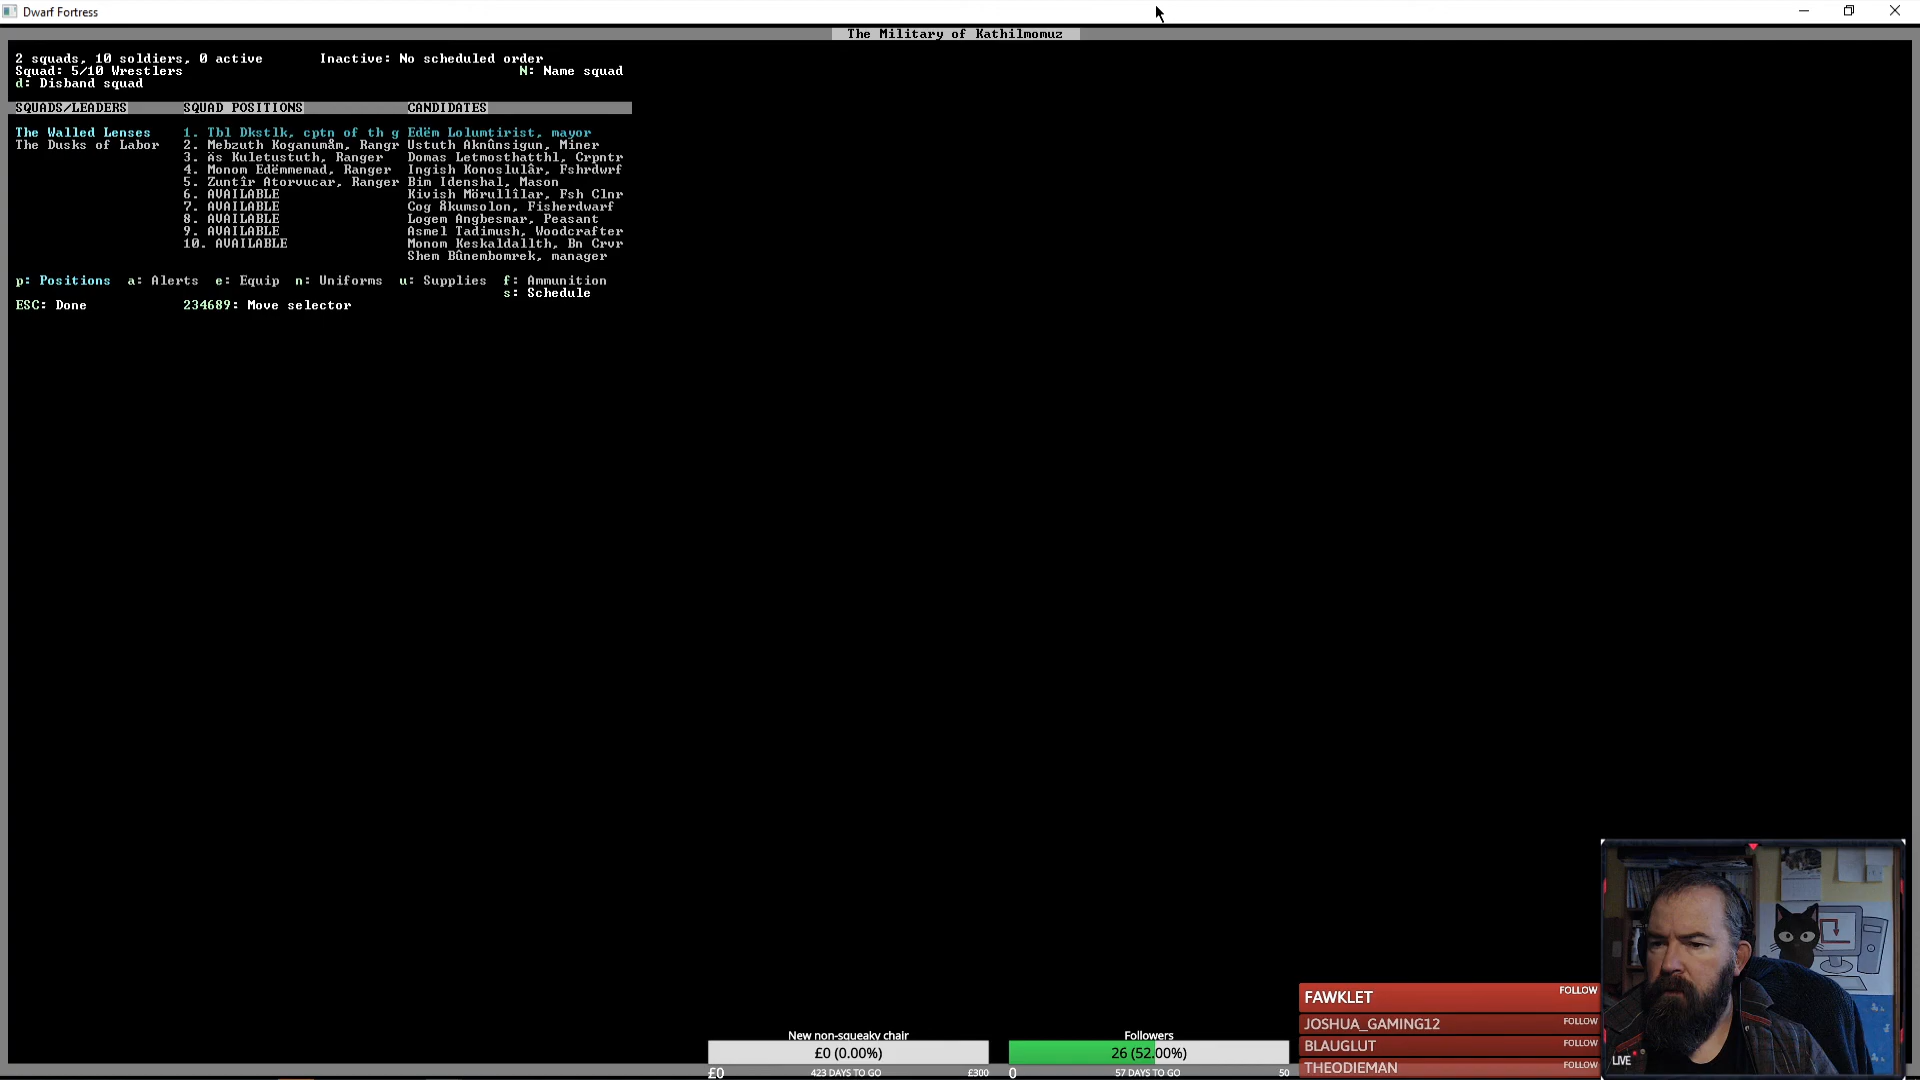 Dwarf Fortress
The Military of Kathilmomuz
2 squads, 10 soldiers, 0 active Inactive: No scheduled order
Squad: 5/10 Wrestlers N: Name squad
d: Disband squad
SQUADS/LEADERS SQUAD POSITIONS CANDIDATES
The Walled Lenses 1. Tbl Dkstlk, cptn of th g Edëm Lolumtirist, mayor
The Dusks of Labor 2. Mebzuth Koganumåm, Rangr Ustuth Aknûnsigun, Miner
3. Äs Kuletustuth, Ranger Domas Letmosthatthl, Crpntr
4. Monom Edëmmemad, Ranger Ingish Konoslulâr, Fshrdwrf
5. Zuntîr Atorvucar, Ranger Bim Idenshal, Mason
6. AVAILABLE Kivish Mörullîlar, Fsh Clnr
7. AVAILABLE Cog Åkumsolon, Fisherdwarf
8. AVAILABLE Logem Angbesmar, Peasant
9. AVAILABLE Asmel Tadimush, Woodcrafter
10. AVAILABLE Monom Keskaldallth, Bn Crvr
Shem Bûnembomrek, manager
p: Positions a: Alerts e: Equip n: Uniforms u: Supplies f: Ammunition
s: Schedule
ESC: Done 234689: Move selector
New non-squeaky chair
£0 (0.00%)
£0 423 DAYS TO GO £300
Followers
26 (52.00%)
0 57 DAYS TO GO 50
FAWKLET FOLLOW
JOSHUA_GAMING12 FOLLOW
BLAUGLUT FOLLOW
THEODIEMAN FOLLOW
LIVE